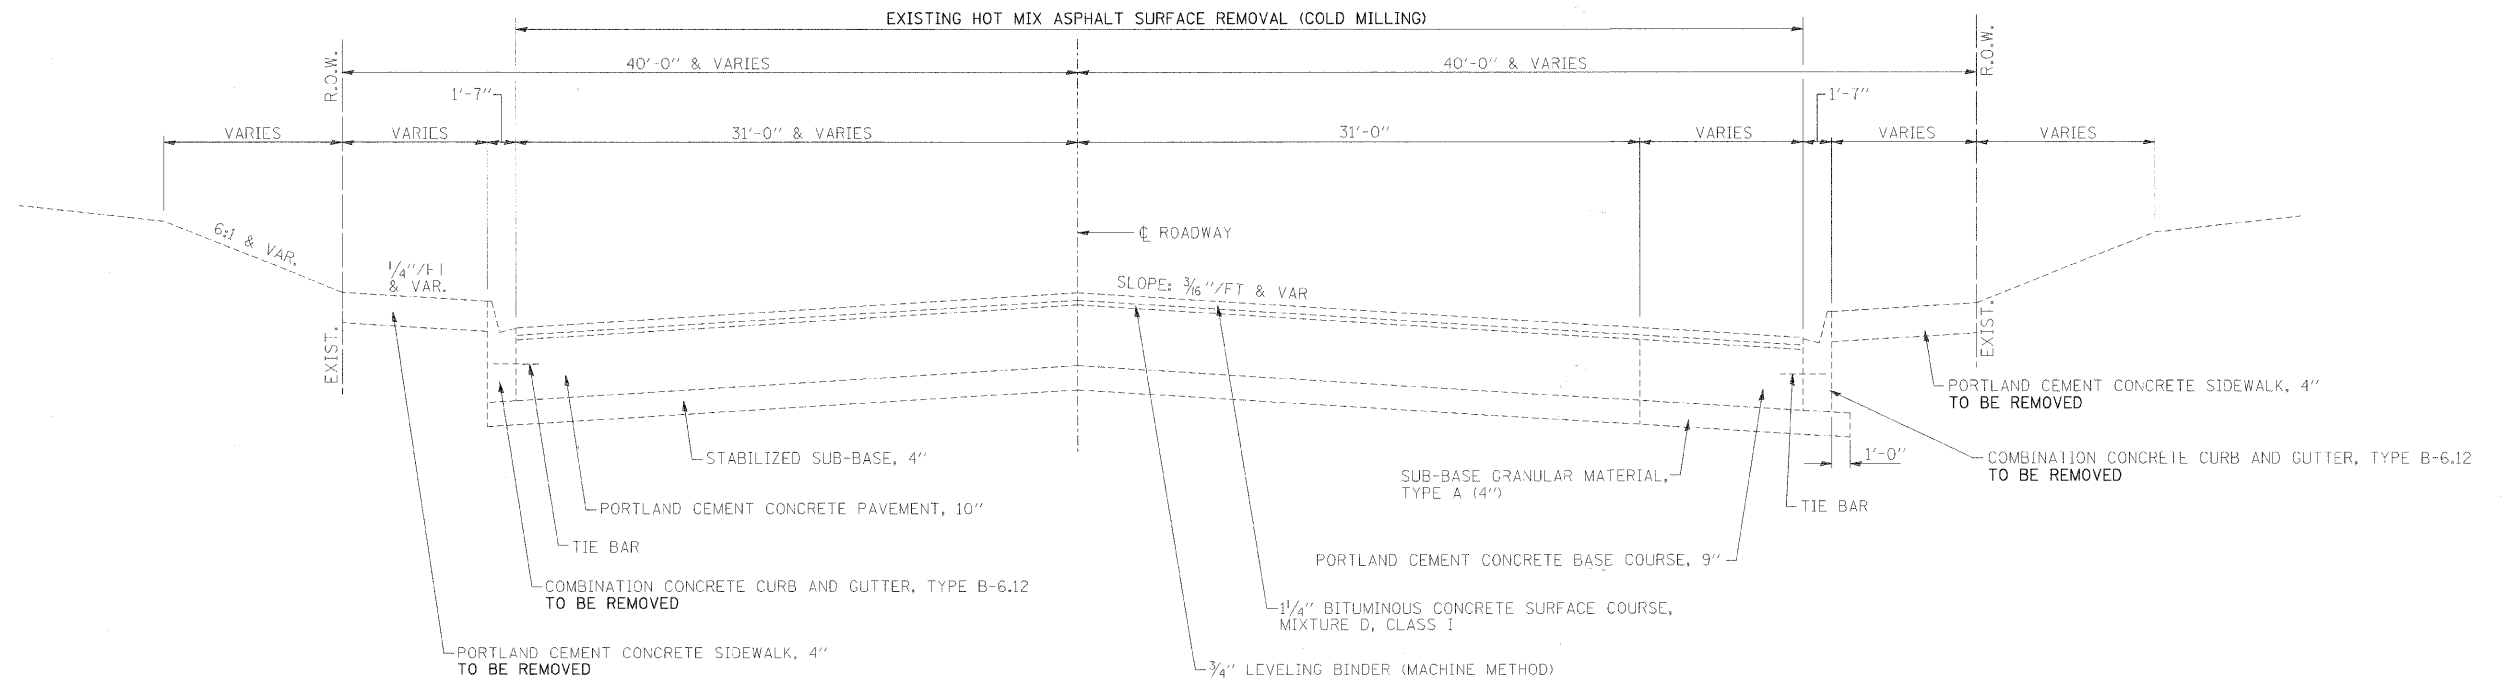 EXISTING HOT MIX ASPHALT SURFACE REMOVAL (COLD MILLING)
R.O.W.
R.O.W.
40'-0" & VARIES
40'-0" & VARIES
1'-7"
1'-7"
VARIES
VARIES
31'-0" & VARIES
31'-0"
VARIES
VARIES
VARIES
6:1 & VAR.
1/4"/FT
& VAR.
℄ ROADWAY
SLOPE: 3/16"/FT & VAR
EXIST.
EXIST.
PORTLAND CEMENT CONCRETE SIDEWALK, 4"
TO BE REMOVED
STABILIZED SUB-BASE, 4"
1'-0"
COMBINATION CONCRETE CURB AND GUTTER, TYPE B-6.12
TO BE REMOVED
SUB-BASE GRANULAR MATERIAL,
TYPE A (4")
PORTLAND CEMENT CONCRETE PAVEMENT, 10"
TIE BAR
TIE BAR
PORTLAND CEMENT CONCRETE BASE COURSE, 9"
COMBINATION CONCRETE CURB AND GUTTER, TYPE B-6.12
TO BE REMOVED
1 1/4" BITUMINOUS CONCRETE SURFACE COURSE,
MIXTURE D, CLASS I
PORTLAND CEMENT CONCRETE SIDEWALK, 4"
TO BE REMOVED
3/4" LEVELING BINDER (MACHINE METHOD)